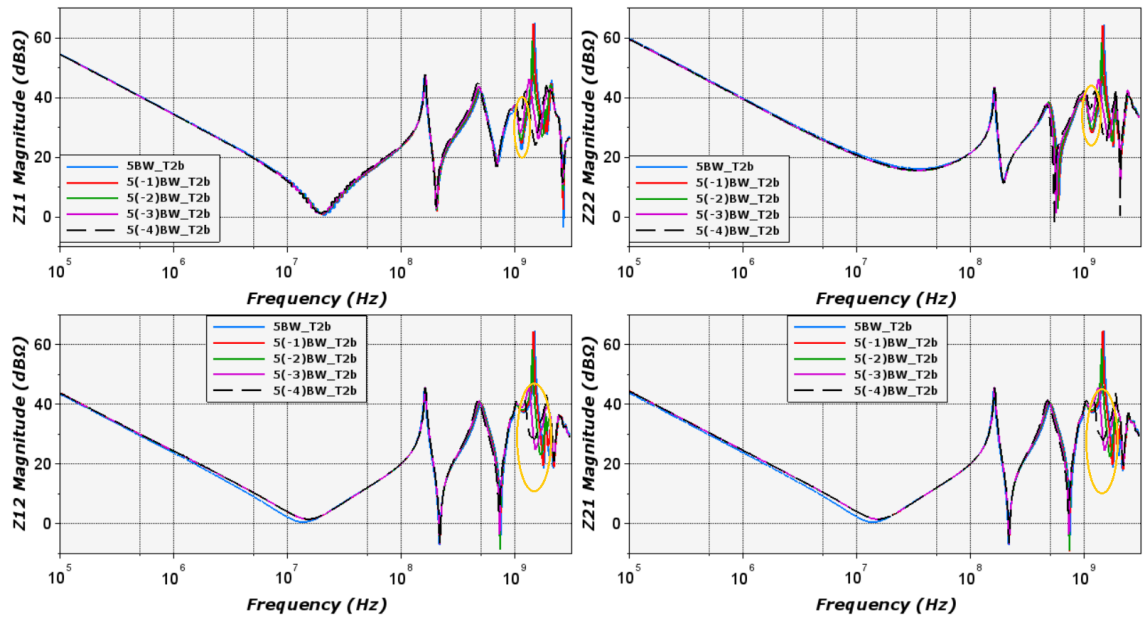 Z11 Magnitude (dBΩ)
60
40
20
0
5BW_T2b
5(-1)BW_T2b
5(-2)BW_T2b
5(-3)BW_T2b
5(-4)BW_T2b
10^5 10^6 10^7 10^8 10^9
Frequency (Hz)
Z22 Magnitude (dBΩ)
60
40
20
0
5BW_T2b
5(-1)BW_T2b
5(-2)BW_T2b
5(-3)BW_T2b
5(-4)BW_T2b
10^5 10^6 10^7 10^8 10^9
Frequency (Hz)
Z12 Magnitude (dBΩ)
60
40
20
0
5BW_T2b
5(-1)BW_T2b
5(-2)BW_T2b
5(-3)BW_T2b
5(-4)BW_T2b
10^5 10^6 10^7 10^8 10^9
Frequency (Hz)
Z21 Magnitude (dBΩ)
60
40
20
0
5BW_T2b
5(-1)BW_T2b
5(-2)BW_T2b
5(-3)BW_T2b
5(-4)BW_T2b
10^5 10^6 10^7 10^8 10^9
Frequency (Hz)